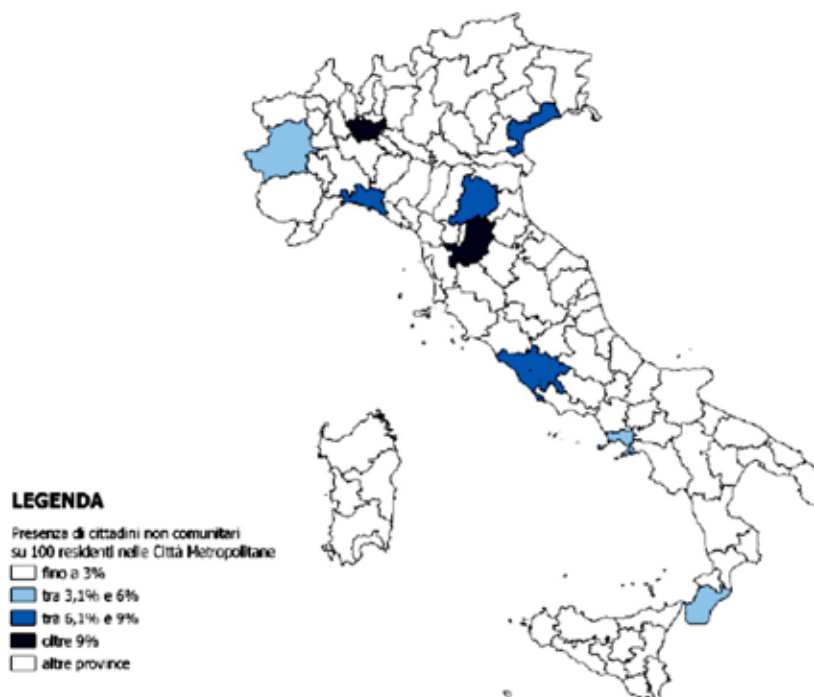 LEGENDA
Presenza di cittadini non comunitari
su 100 residenti nelle Città Metropolitane
fino a 3%
tra 3,1% e 6%
tra 6,1% e 9%
oltre 9%
altre province